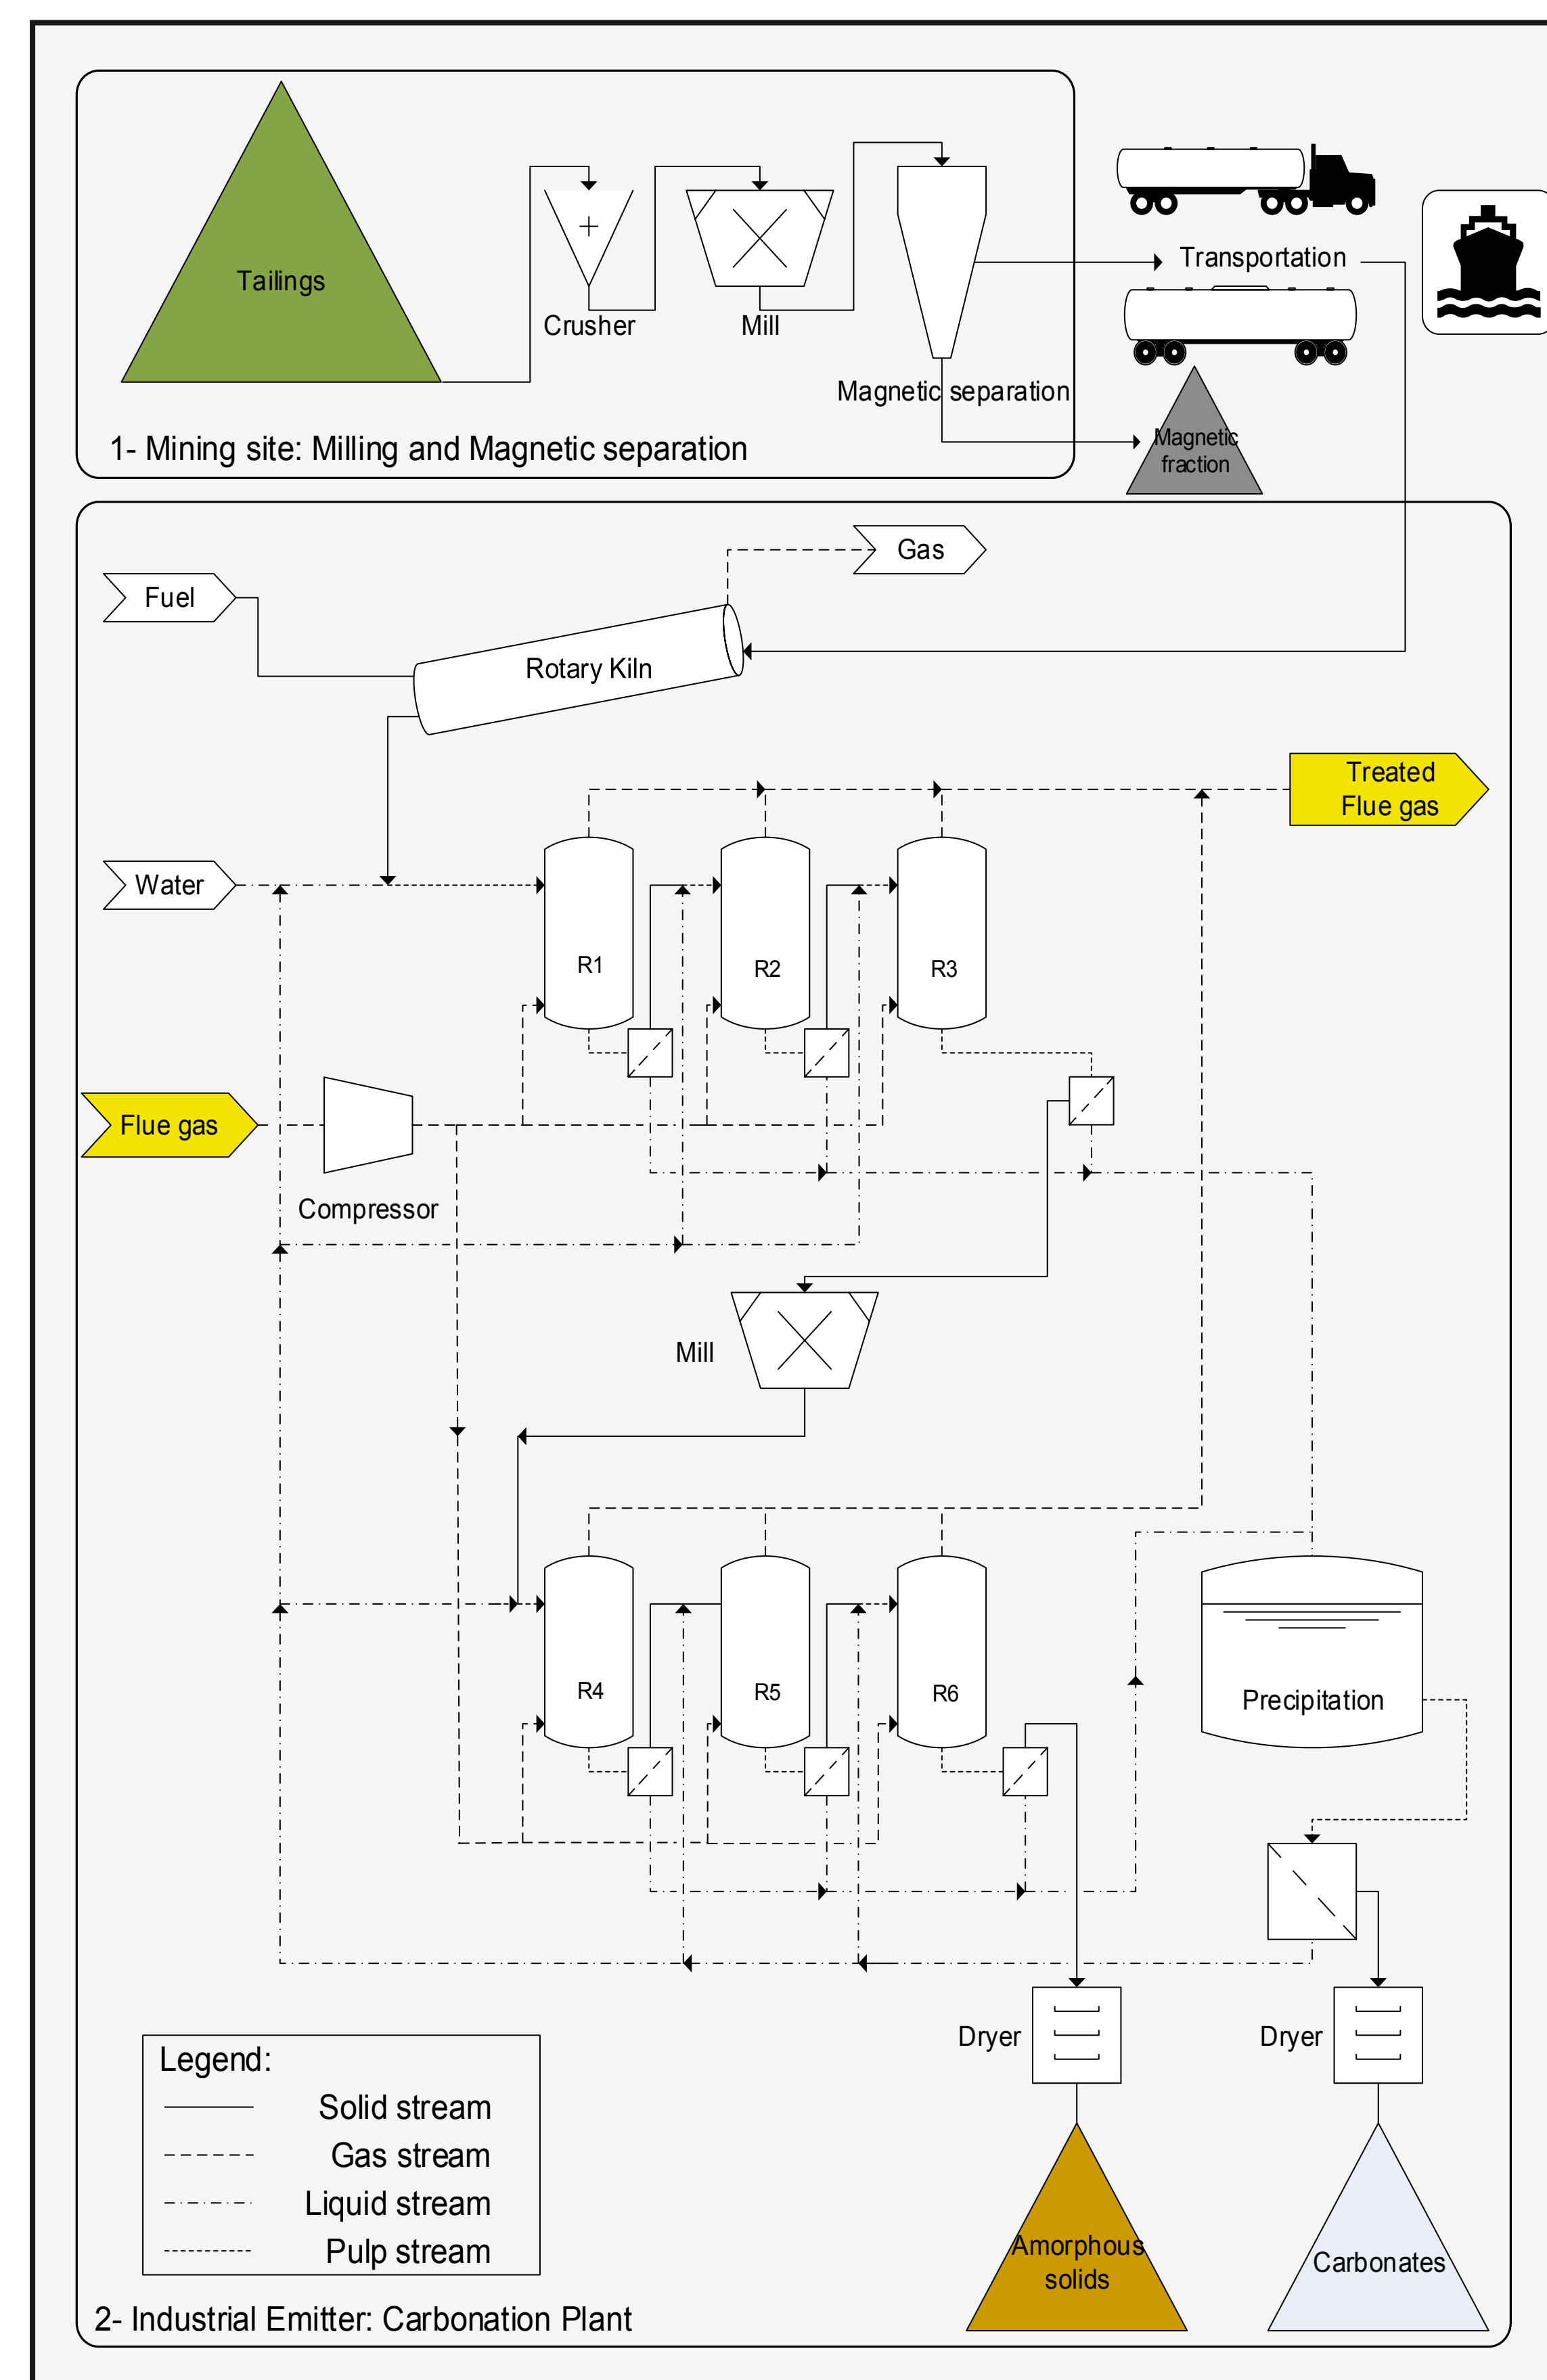 Tailings
Crusher
Mill
Magnetic separation
Transportation
Magnetic
fraction
1- Mining site: Milling and Magnetic separation
Gas
Fuel
Rotary Kiln
Treated
Flue gas
Water
R1
R2
R3
Flue gas
Compressor
Mill
R4
R5
R6
Precipitation
Dryer
Dryer
Legend:
Solid stream
Gas stream
Liquid stream
Pulp stream
Amorphous
solids
Carbonates
2- Industrial Emitter: Carbonation Plant